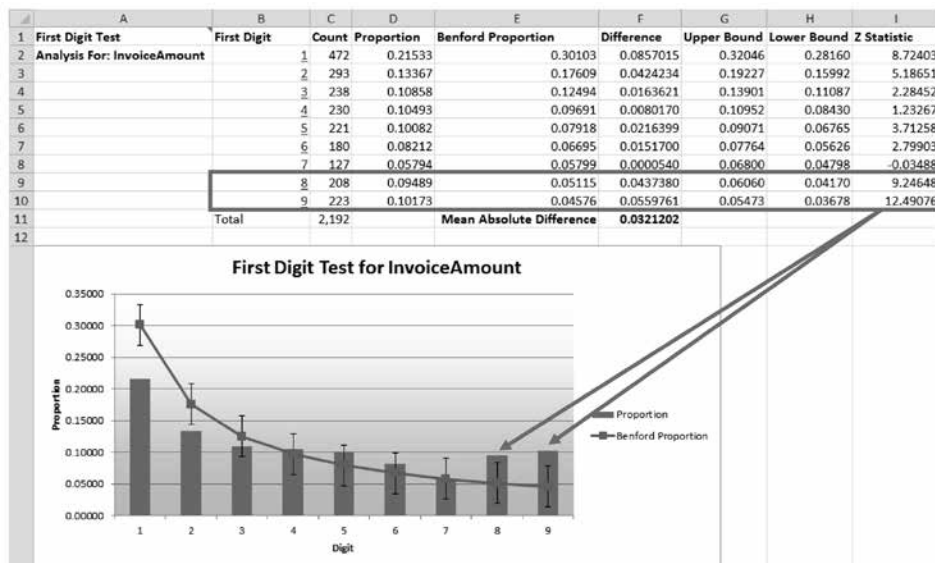 A B C D E F G H I
1 First Digit Test First Digit Count Proportion Benford Proportion Difference Upper Bound Lower Bound Z Statistic
2 Analysis For: InvoiceAmount 1 472 0.21533 0.30103 0.0857015 0.32046 0.28160 8.72403
3 2 293 0.13367 0.17609 0.0424234 0.19227 0.15992 5.18651
4 3 238 0.10858 0.12494 0.0163621 0.13901 0.11087 2.28452
5 4 230 0.10493 0.09691 0.0080170 0.10952 0.08430 1.23267
6 5 221 0.10082 0.07918 0.0216399 0.09071 0.06765 3.71258
7 6 180 0.08212 0.06695 0.0151700 0.07764 0.05626 2.79903
8 7 127 0.05794 0.05799 0.0000540 0.06800 0.04798 -0.03488
9 8 208 0.09489 0.05115 0.0437380 0.06060 0.04170 9.24648
10 9 223 0.10173 0.04576 0.0559761 0.05473 0.03678 12.49076
11 Total 2,192 Mean Absolute Difference 0.0321202
12
First Digit Test for InvoiceAmount
0.35000
0.30000
0.25000
0.20000
0.15000
0.10000
0.05000
0.00000
Proportion
1 2 3 4 5 6 7 8 9
Digit
Proportion
Benford Proportion